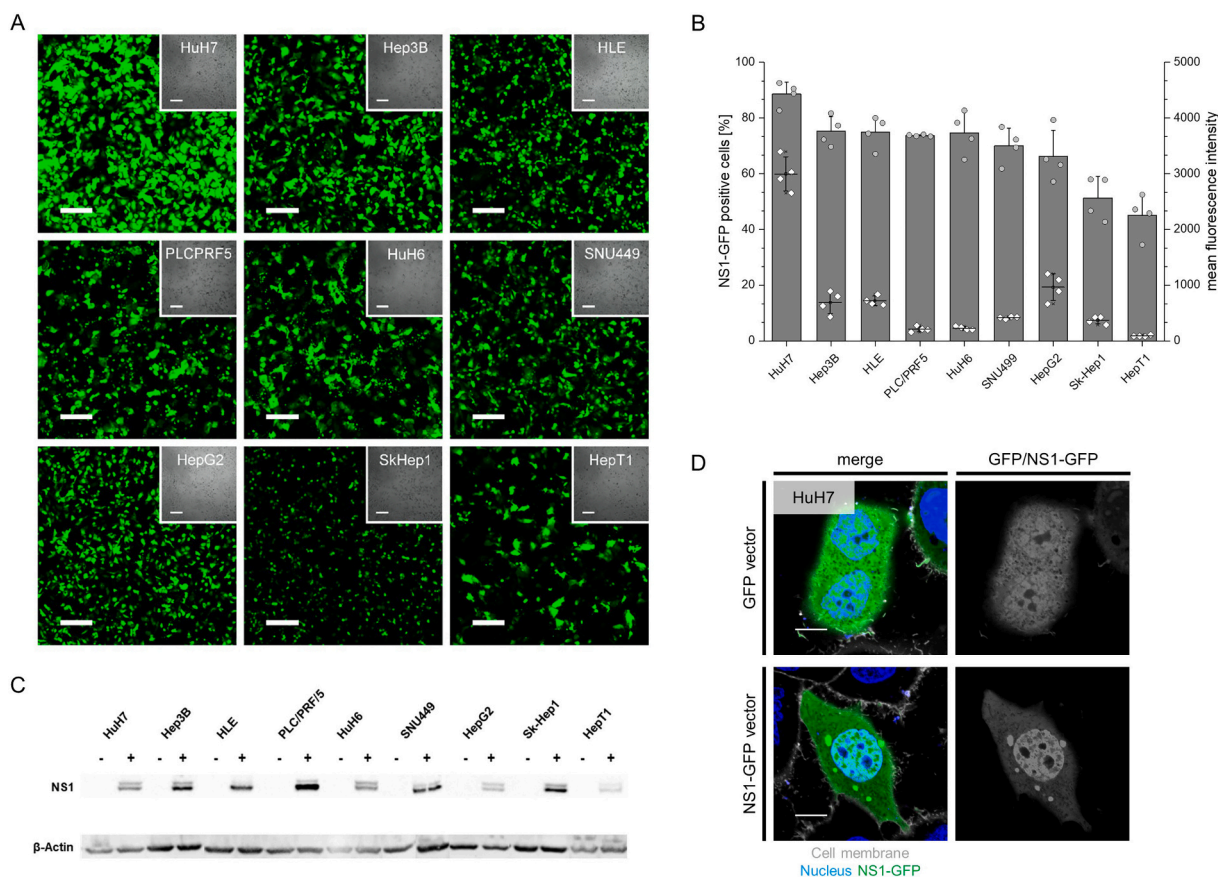 A
HuH7
Hep3B
HLE
PLCPRF5
HuH6
SNU449
HepG2
SkHep1
HepT1
B
100
80
60
40
20
0
NS1-GFP positive cells [%]
5000
4000
3000
2000
1000
0
mean fluorescence intensity
HuH7
Hep3B
HLE
PLC/PRF5
HuH6
SNU499
HepG2
Sk-Hep1
HepT1
C
HuH7 Hep3B HLE PLC/PRF/5 HuH6 SNU449 HepG2 Sk-Hep1 HepT1
- + - + - + - + - + - + - + - + - +
NS1
β-Actin
D
merge GFP/NS1-GFP
HuH7
GFP vector
NS1-GFP vector
Cell membrane
Nucleus NS1-GFP